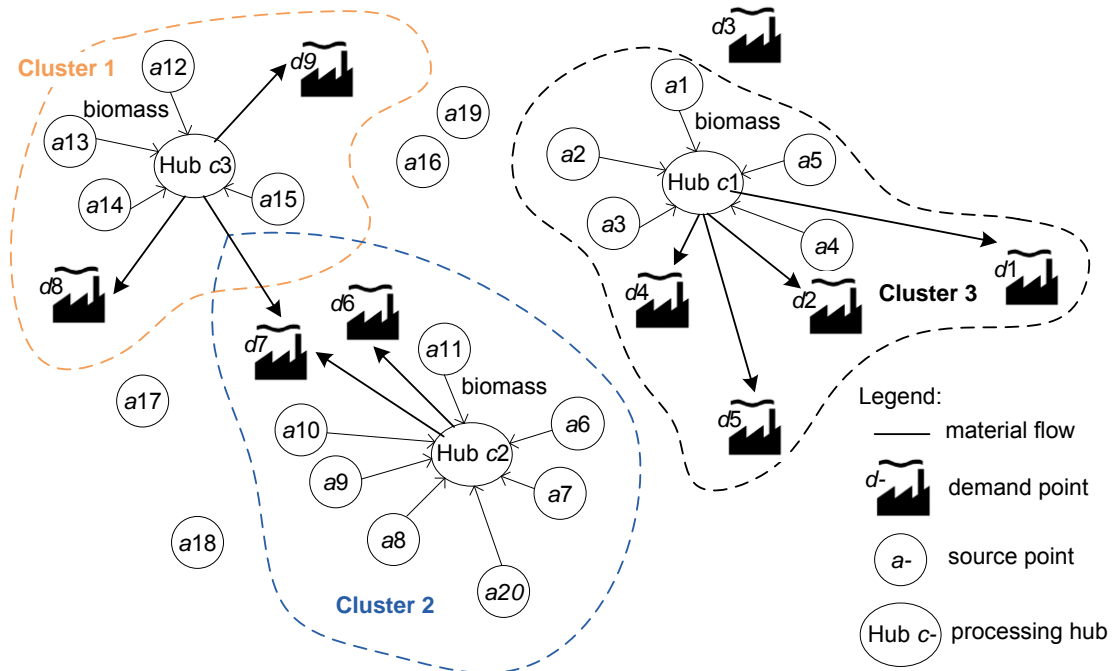 Cluster 1
a12
d9
biomass
a13
Hub c3
a14
a15
d8
a19
a16
d3
a1
biomass
a2
a5
Hub c1
a3
a4
d4
d2
d1
Cluster 3
d5
d6
d7
a11
biomass
a10
a6
Hub c2
a9
a7
a8
a20
Cluster 2
a17
a18
Legend:
material flow
d-
demand point
a-
source point
Hub c-
processing hub